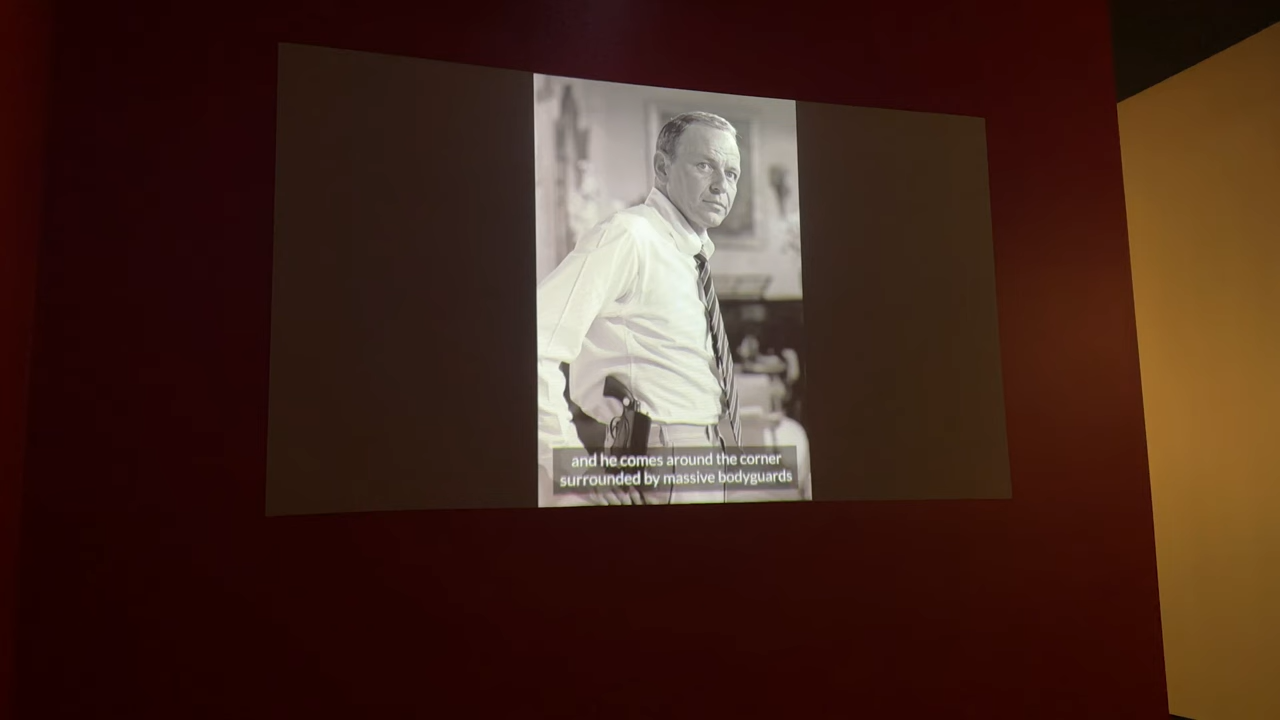 and he comes around the corner
surrounded by massive bodyguards